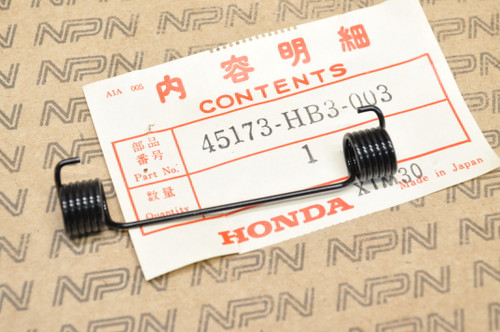 A1A 005
内容明細
CONTENTS
部品
番号
Part No.
45173-HB3-003
数量
Quantity
1
X1M30
HONDA
Made in Japan
NPN